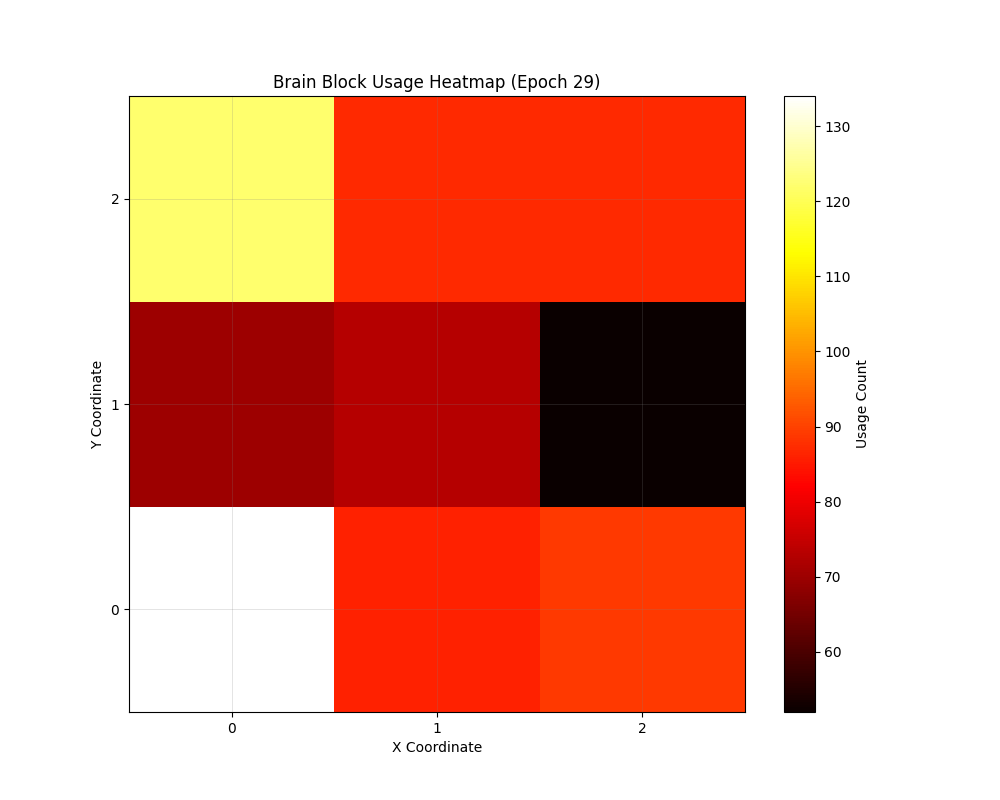 Brain Block Usage Heatmap (Epoch 29)
2
1
0
Y Coordinate
0 1 2
X Coordinate
130
120
110
100
90
80
70
60
Usage Count